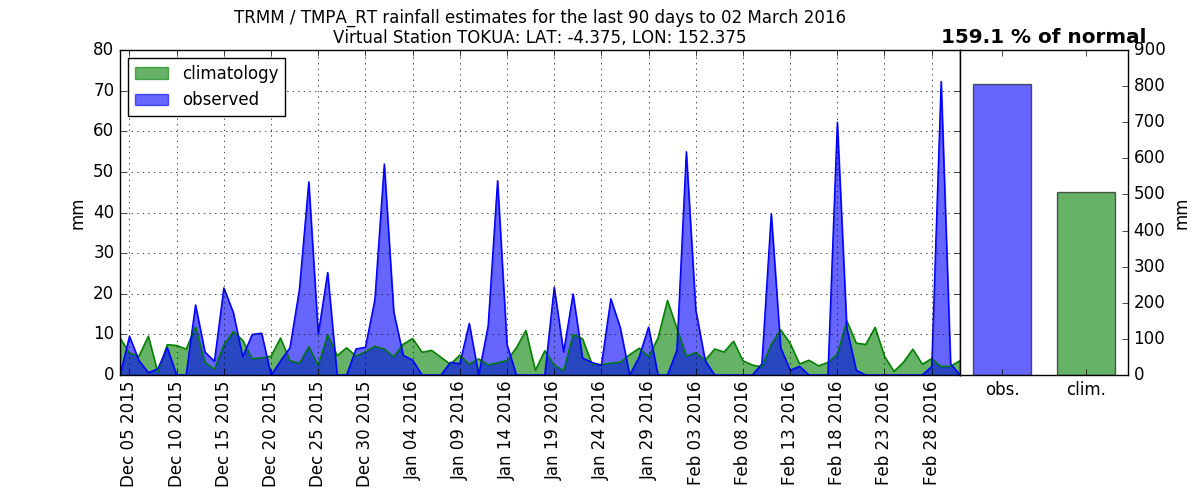 TRMM / TMPA_RT rainfall estimates for the last 90 days to 02 March 2016
Virtual Station TOKUA: LAT: -4.375, LON: 152.375
159.1 % of normal
climatology
observed
mm
80
70
60
50
40
30
20
10
0
Dec 05 2015
Dec 10 2015
Dec 15 2015
Dec 20 2015
Dec 25 2015
Dec 30 2015
Jan 04 2016
Jan 09 2016
Jan 14 2016
Jan 19 2016
Jan 24 2016
Jan 29 2016
Feb 03 2016
Feb 08 2016
Feb 13 2016
Feb 18 2016
Feb 23 2016
Feb 28 2016
obs.
clim.
900
800
700
600
500
400
300
200
100
0
mm